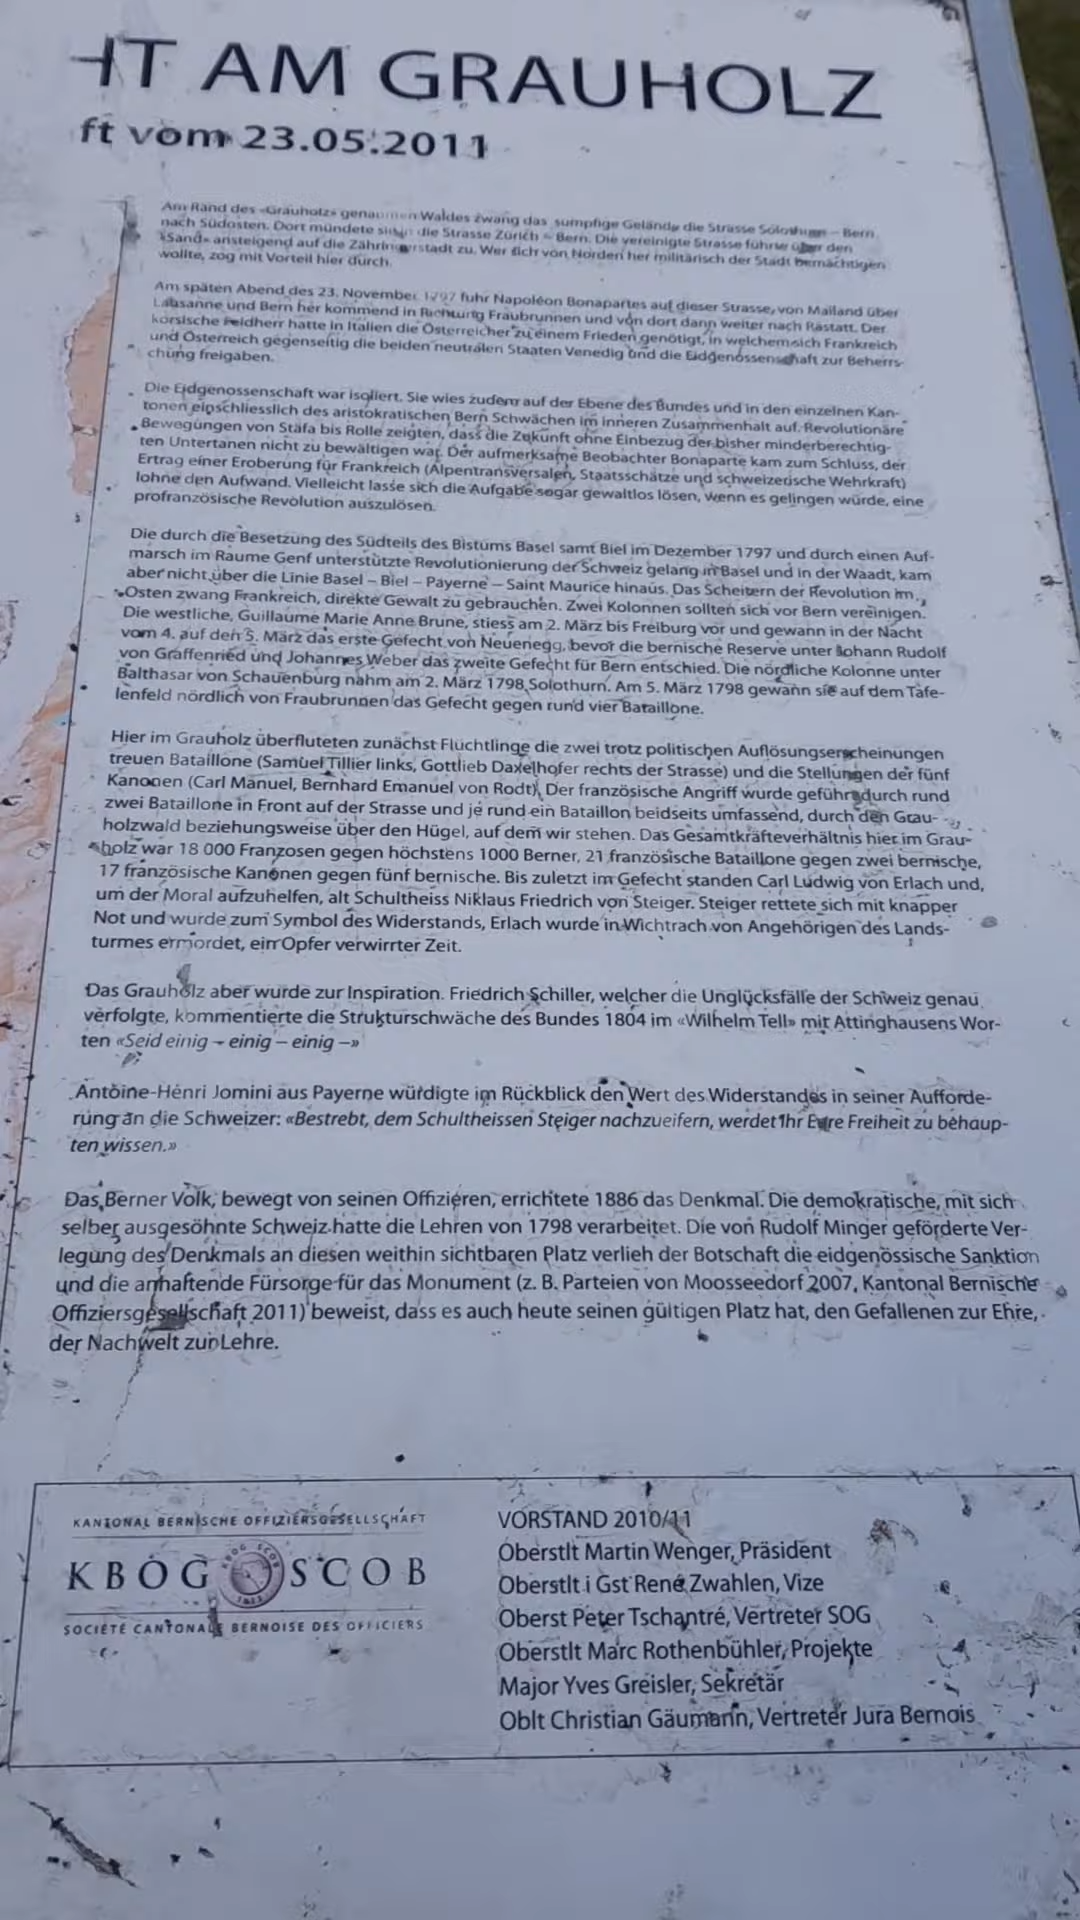 HT AM GRAUHOLZ
ft vom 23.05.2011
Am Rand des «Grauholz» genannten Waldes zwang das sumpfige Gelände die Strasse Solothurn – Bern
nach Südosten. Dort mündete sich die Strasse Zürich – Bern. Die vereinigte Strasse führte über den
«Sand» ansteigend auf die Zähringerstadt zu. Wer sich von Norden her militärisch der Stadt bemächtigen
wollte, zog mit Vorteil hier durch.
Am späten Abend des 23. November 1797 fuhr Napoléon Bonapartes auf dieser Strasse, von Mailand über
Lausanne und Bern her kommend in Richtung Fraubrunnen und von dort dann weiter nach Rastatt. Der
korsische Feldherr hatte in Italien die Österreicher zu einem Frieden genötigt, in welchem sich Frankreich
und Österreich gegenseitig die beiden neutralen Staaten Venedig und die Eidgenossenschaft zur Beherrs-
chung freigaben.
Die Eidgenossenschaft war isoliert. Sie wies zudem auf der Ebene des Bundes und in den einzelnen Kan-
tonen einschliesslich des aristokratischen Bern Schwächen im inneren Zusammenhalt auf. Revolutionäre
Bewegungen von Stäfa bis Rolle zeigten, dass die Zukunft ohne Einbezug der bisher minderberechtig-
ten Untertanen nicht zu bewältigen war. Der aufmerksame Beobachter Bonaparte kam zum Schluss, der
Ertrag einer Eroberung für Frankreich (Alpentransversalen, Staatsschätze und schweizerische Wehrkraft)
lohne den Aufwand. Vielleicht lasse sich die Aufgabe sogar gewaltlos lösen, wenn es gelingen würde, eine
profranzösische Revolution auszulösen.
Die durch die Besetzung des Südteils des Bistums Basel samt Biel im Dezember 1797 und durch einen Auf-
marsch im Raume Genf unterstützte Revolutionierung der Schweiz gelang in Basel und in der Waadt, kam
aber nicht über die Linie Basel – Biel – Payerne – Saint Maurice hinaus. Das Scheitern der Revolution im
Osten zwang Frankreich, direkte Gewalt zu gebrauchen. Zwei Kolonnen sollten sich vor Bern vereinigen.
Die westliche, Guillaume Marie Anne Brune, stiess am 2. März bis Freiburg vor und gewann in der Nacht
vom 4. auf den 5. März das erste Gefecht von Neuenegg, bevor die bernische Reserve unter Johann Rudolf
von Graffenried und Johannes Weber das zweite Gefecht für Bern entschied. Die nördliche Kolonne unter
Balthasar von Schauenburg nahm am 2. März 1798 Solothurn. Am 5. März 1798 gewann sie auf dem Tafe-
lenfeld nördlich von Fraubrunnen das Gefecht gegen rund vier Bataillone.
Hier im Grauholz überfluteten zunächst Flüchtlinge die zwei trotz politischen Auflösungserscheinungen
treuen Bataillone (Samuel Tillier links, Gottlieb Daxelhofer rechts der Strasse) und die Stellungen der fünf
Kanonen (Carl Manuel, Bernhard Emanuel von Rodt). Der französische Angriff wurde geführt durch rund
zwei Bataillone in Front auf der Strasse und je rund ein Bataillon beidseits umfassend, durch den Grau-
holzwald beziehungsweise über den Hügel, auf dem wir stehen. Das Gesamtkräfteverhältnis hier im Grau-
holz war 18 000 Franzosen gegen höchstens 1000 Berner, 21 französische Bataillone gegen zwei bernische,
17 französische Kanonen gegen fünf bernische. Bis zuletzt im Gefecht standen Carl Ludwig von Erlach und,
um der Moral aufzuhelfen, alt Schultheiss Niklaus Friedrich von Steiger. Steiger rettete sich mit knapper
Not und wurde zum Symbol des Widerstands, Erlach wurde in Wichtrach von Angehörigen des Lands-
turmes ermordet, ein Opfer verwirrter Zeit.
Das Grauholz aber wurde zur Inspiration. Friedrich Schiller, welcher die Unglücksfälle der Schweiz genau
verfolgte, kommentierte die Strukturschwäche des Bundes 1804 im «Wilhelm Tell» mit Attinghausens Wor-
ten «Seid einig – einig – einig –»
Antoine-Henri Jomini aus Payerne würdigte im Rückblick den Wert des Widerstandes in seiner Aufforde-
rung an die Schweizer: «Bestrebt, dem Schultheissen Steiger nachzueifern, werdet Ihr Eure Freiheit zu behaup-
ten wissen.»
Das Berner Volk, bewegt von seinen Offizieren, errichtete 1886 das Denkmal. Die demokratische, mit sich
selber ausgesöhnte Schweiz hatte die Lehren von 1798 verarbeitet. Die von Rudolf Minger geförderte Ver-
legung des Denkmals an diesen weithin sichtbaren Platz verlieh der Botschaft die eidgenössische Sanktion
und die anhaftende Fürsorge für das Monument (z. B. Parteien von Moosseedorf 2007, Kantonal Bernische
Offiziersgesellschaft 2011) beweist, dass es auch heute seinen gültigen Platz hat, den Gefallenen zur Ehre,
der Nachwelt zur Lehre.
KANTONAL BERNISCHE OFFIZIERSGESELLSCHAFT
KBOG SCOB
SOCIÉTÉ CANTONALE BERNOISE DES OFFICIERS
VORSTAND 2010/11
Oberstlt Martin Wenger, Präsident
Oberstlt i Gst René Zwahlen, Vize
Oberst Peter Tschantré, Vertreter SOG
Oberstlt Marc Rothenbühler, Projekte
Major Yves Greisler, Sekretär
Oblt Christian Gäumann, Vertreter Jura Bernois